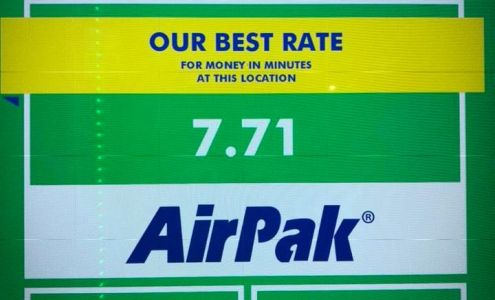 OUR BEST RATE
FOR MONEY IN MINUTES
AT THIS LOCATION
7.71
AirPak®